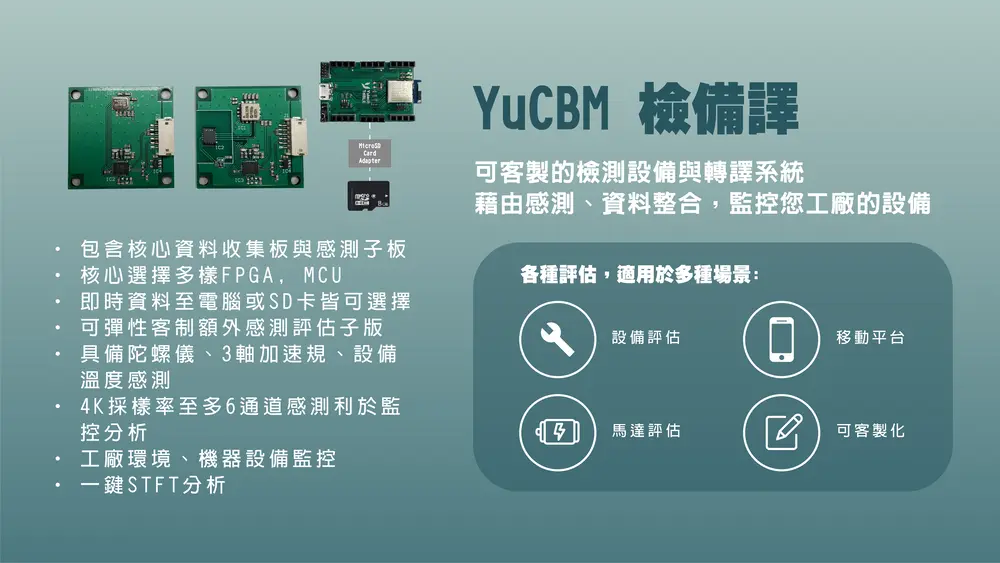 YuCBM 檢備譯
可客製的檢測設備與轉譯系統
藉由感測、資料整合，監控您工廠的設備
MicroSD
Card
Adapter
• 包含核心資料收集板與感測子板
• 核心選擇多樣FPGA, MCU
• 即時資料至電腦或SD卡皆可選擇
• 可彈性客制額外感測評估子版
• 具備陀螺儀、3軸加速規、設備
溫度感測
• 4K採樣率至多6通道感測利於監
控分析
• 工廠環境、機器設備監控
• 一鍵STFT分析
各種評估，適用於多種場景:
設備評估
移動平台
馬達評估
可客製化
IC2
IC4
IC1
IC3
IC5
IC4